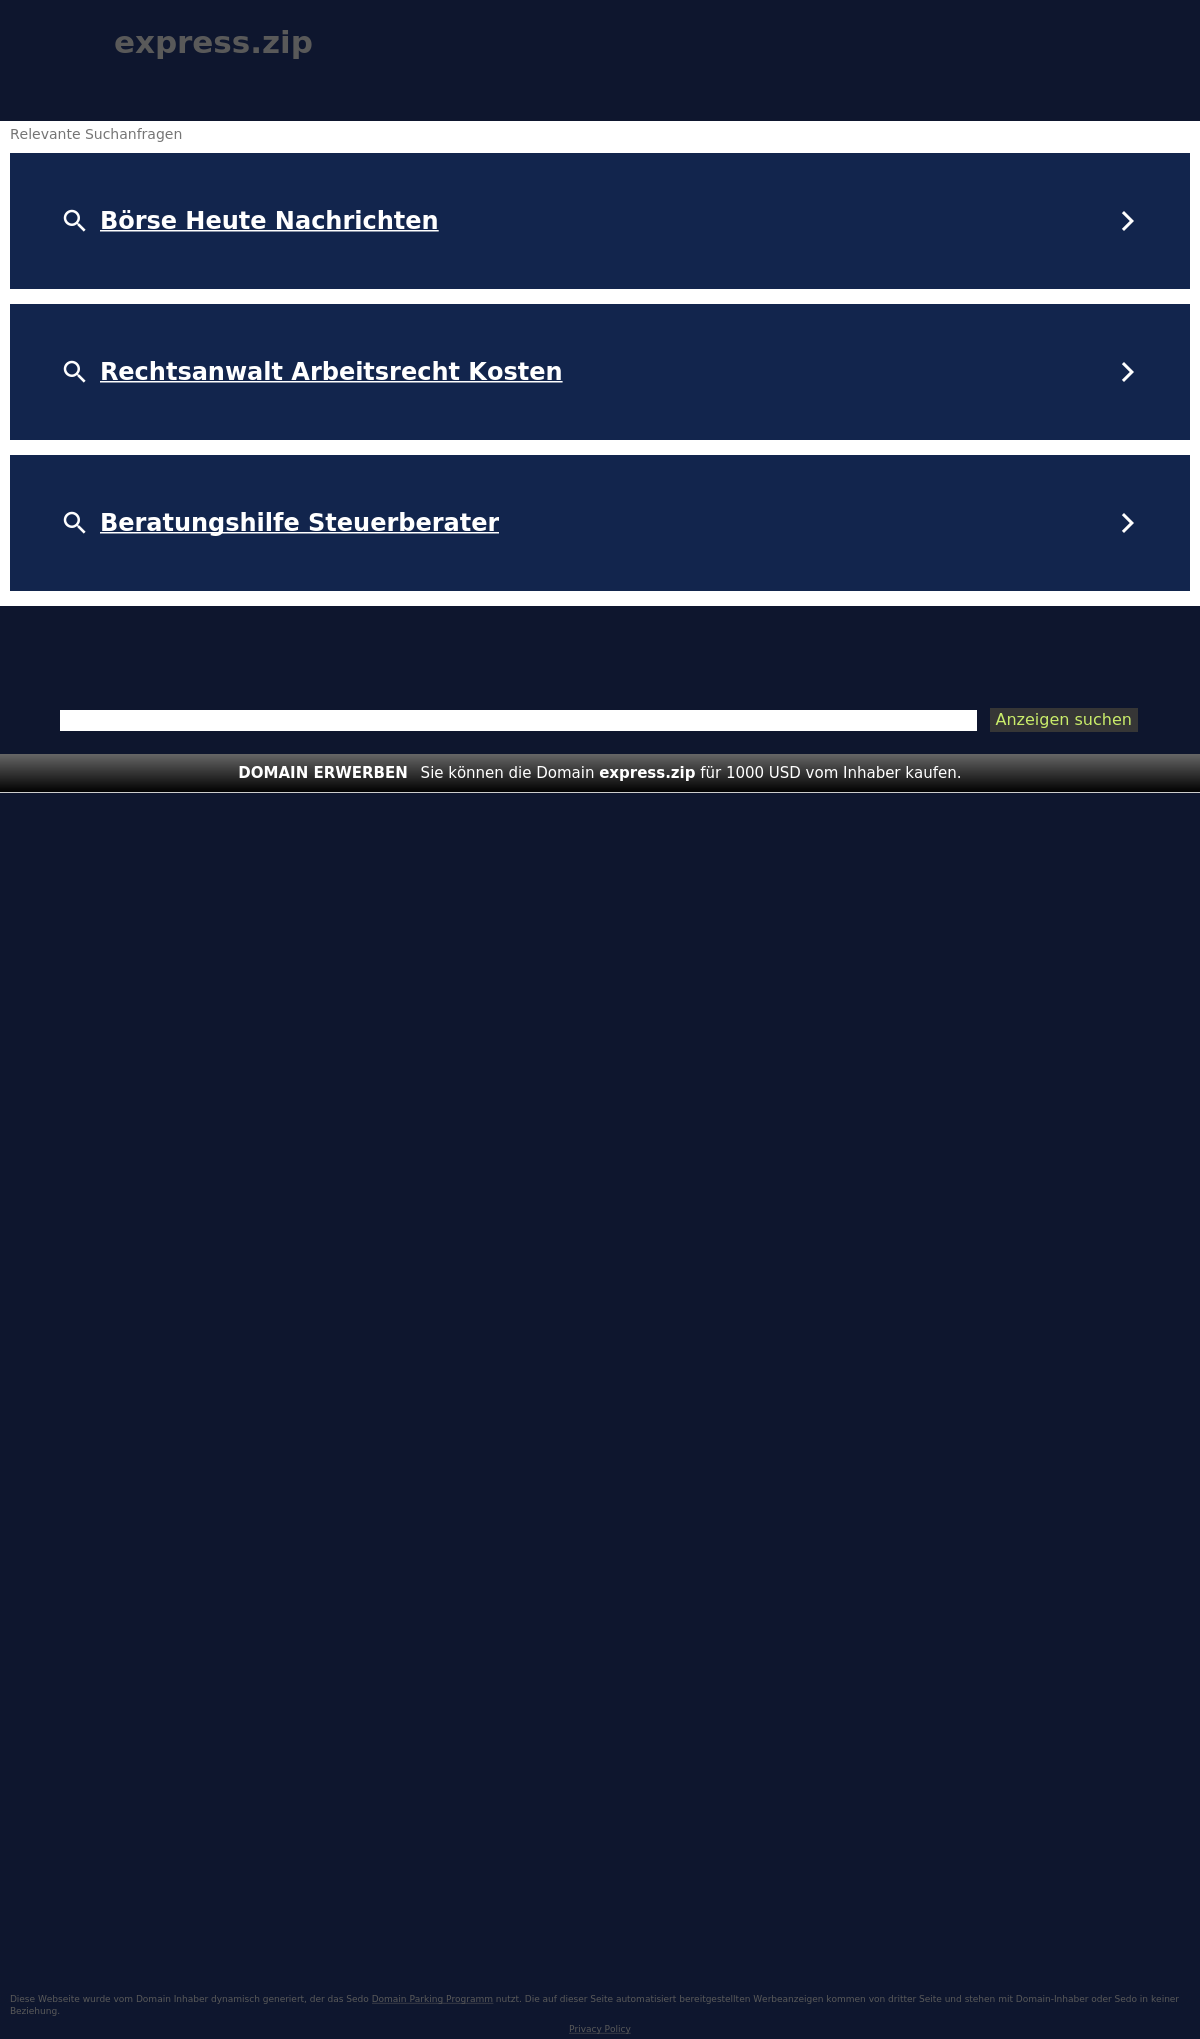 express.zip
Relevante Suchanfragen
Börse Heute Nachrichten
Rechtsanwalt Arbeitsrecht Kosten
Beratungshilfe Steuerberater
Anzeigen suchen
DOMAIN ERWERBEN Sie können die Domain express.zip für 1000 USD vom Inhaber kaufen.
Diese Webseite wurde vom Domain Inhaber dynamisch generiert, der das Sedo Domain Parking Programm nutzt. Die auf dieser Seite automatisiert bereitgestellten Werbeanzeigen kommen von dritter Seite und stehen mit Domain-Inhaber oder Sedo in keiner
Beziehung.
Privacy Policy